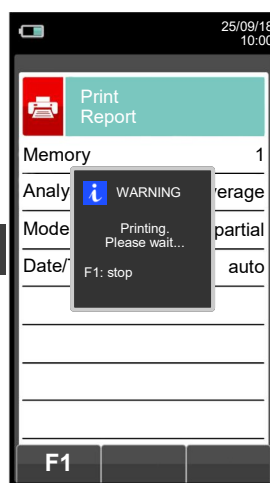 25/09/18
10:00
Print
Report
Memory 1
Analy verage
Mode partial
Date/ auto
WARNING
Printing.
Please wait...
F1: stop
F1